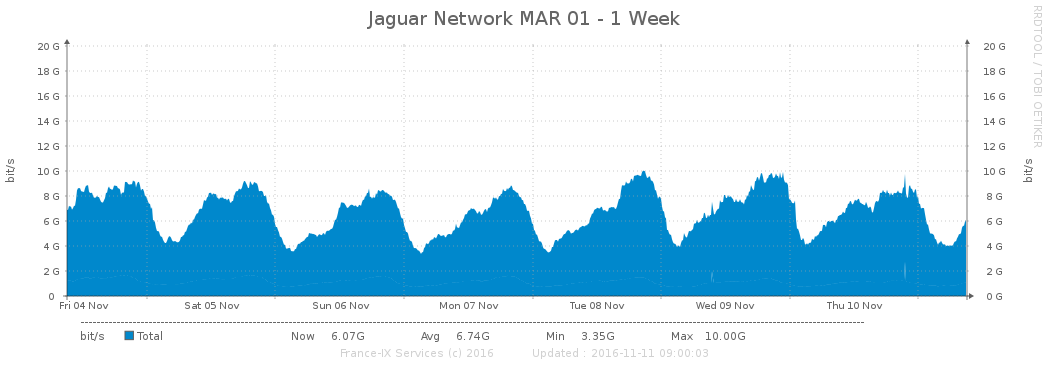 Jaguar Network MAR 01 - 1 Week
RRDTOOL / TOBI OETIKER
bit/s
20 G 20 G
18 G 18 G
16 G 16 G
14 G 14 G
12 G 12 G
10 G 10 G
8 G 8 G
6 G 6 G
4 G 4 G
2 G 2 G
0 0 G
bit/s
Fri 04 Nov Sat 05 Nov Sun 06 Nov Mon 07 Nov Tue 08 Nov Wed 09 Nov Thu 10 Nov
bit/s Total Now 6.07G Avg 6.74G Min 3.35G Max 10.00G
France-IX Services (c) 2016 Updated : 2016-11-11 09:00:03